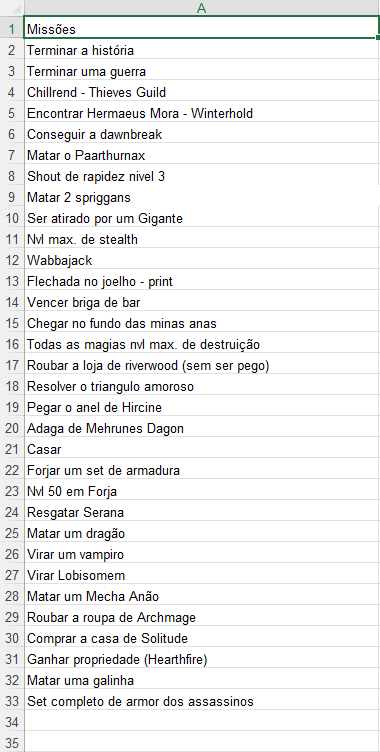 A
1 Missões
2 Terminar a história
3 Terminar uma guerra
4 Chillrend - Thieves Guild
5 Encontrar Hermaeus Mora - Winterhold
6 Conseguir a dawnbreak
7 Matar o Paarthurnax
8 Shout de rapidez nivel 3
9 Matar 2 spriggans
10 Ser atirado por um Gigante
11 Nvl max. de stealth
12 Wabbajack
13 Flechada no joelho - print
14 Vencer briga de bar
15 Chegar no fundo das minas anas
16 Todas as magias nvl max. de destruição
17 Roubar a loja de riverwood (sem ser pego)
18 Resolver o triangulo amoroso
19 Pegar o anel de Hircine
20 Adaga de Mehrunes Dagon
21 Casar
22 Forjar um set de armadura
23 Nvl 50 em Forja
24 Resgatar Serana
25 Matar um dragão
26 Virar um vampiro
27 Virar Lobisomem
28 Matar um Mecha Anão
29 Roubar a roupa de Archmage
30 Comprar a casa de Solitude
31 Ganhar propriedade (Hearthfire)
32 Matar uma galinha
33 Set completo de armor dos assassinos
34
35